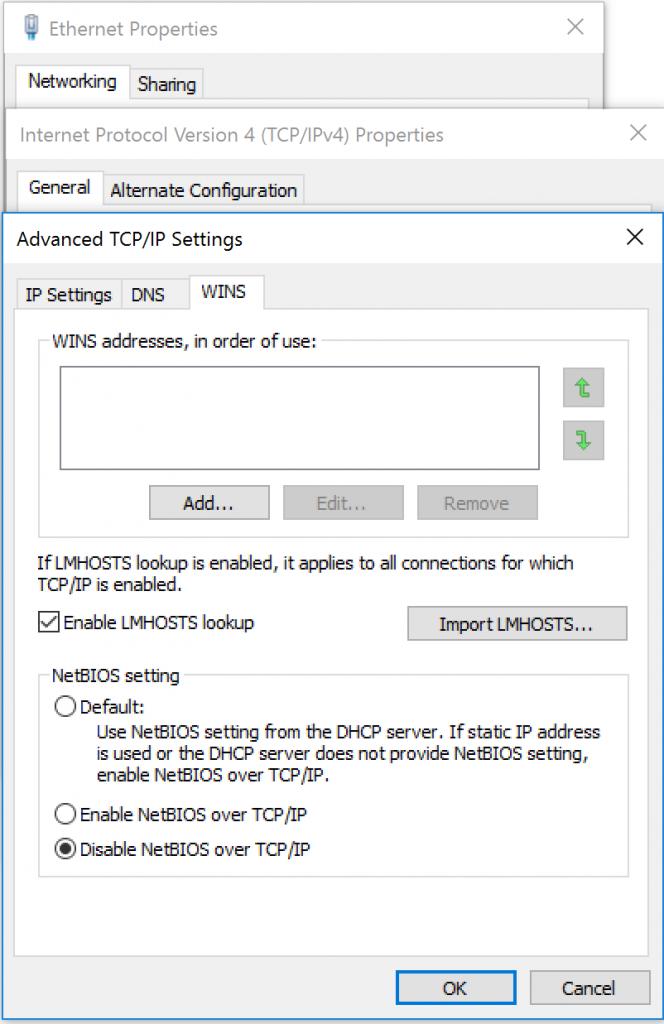 Ethernet Properties
Networking
Sharing
Internet Protocol Version 4 (TCP/IPv4) Properties
General
Alternate Configuration
Advanced TCP/IP Settings
IP Settings
DNS
WINS
WINS addresses, in order of use:
Add...
Edit...
Remove
If LMHOSTS lookup is enabled, it applies to all connections for which
TCP/IP is enabled.
Enable LMHOSTS lookup
Import LMHOSTS...
NetBIOS setting
Default:
Use NetBIOS setting from the DHCP server. If static IP address
is used or the DHCP server does not provide NetBIOS setting,
enable NetBIOS over TCP/IP.
Enable NetBIOS over TCP/IP
Disable NetBIOS over TCP/IP
OK
Cancel